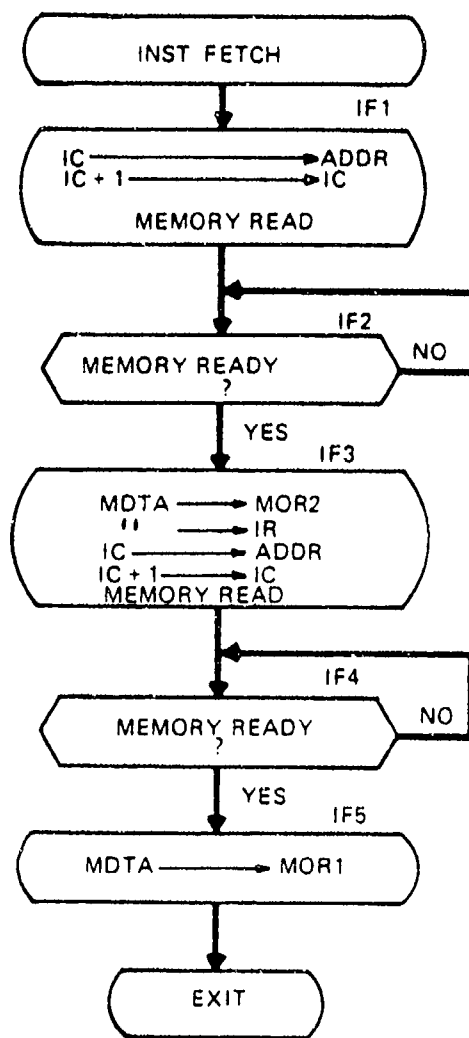 INST FETCH
IF1
IC → ADDR
IC + 1 → IC
MEMORY READ
IF2
MEMORY READY
?
NO
YES
IF3
MDTA → MOR2
" → IR
IC → ADDR
IC + 1 → IC
MEMORY READ
IF4
MEMORY READY
?
NO
YES
IF5
MDTA → MOR1
EXIT